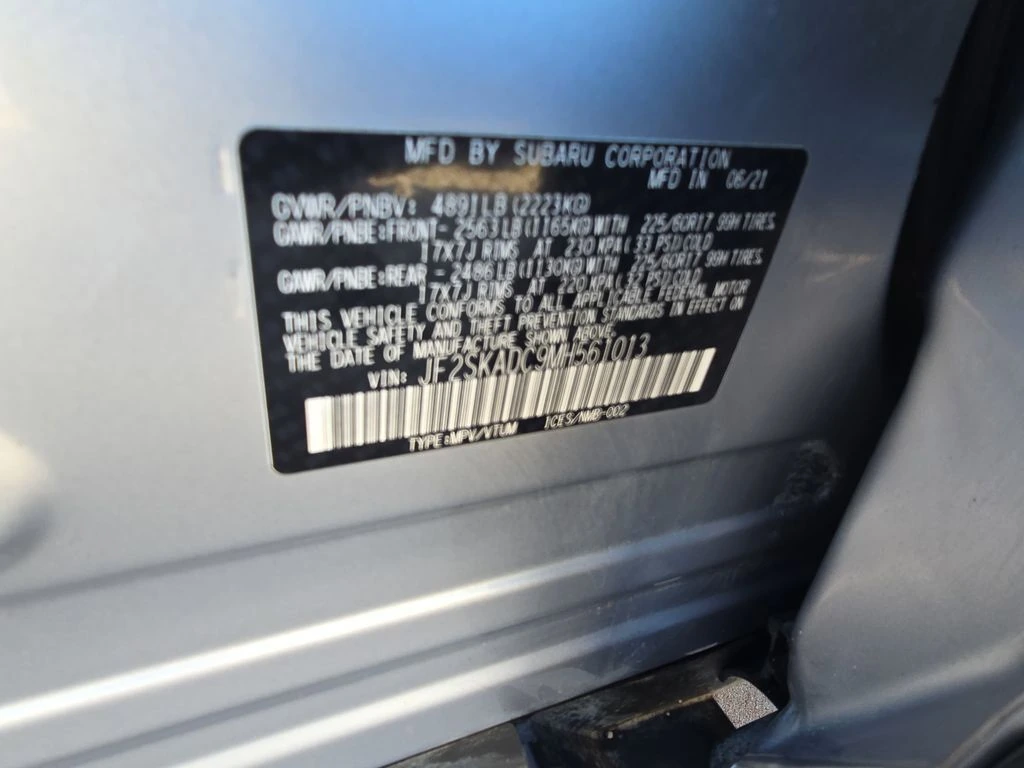 MFD BY SUBARU CORPORATION
MFD IN 06/21
GVWR/PNBV: 4891LB(2223KG)
GAWR/PNBE:FRONT- 2563LB(1165KG)WITH 225/60R17 99H TIRES.
17X7J RIMS AT 230 KPA( 33 PSI)COLD
GAWR/PNBE:REAR - 2486LB(1130KG)WITH 225/60R17 99H TIRES.
17X7J RIMS AT 220 KPA( 32 PSI)COLD
THIS VEHICLE CONFORMS TO ALL APPLICABLE FEDERAL MOTOR
VEHICLE SAFETY AND THEFT PREVENTION STANDARDS IN EFFECT ON
THE DATE OF MANUFACTURE SHOWN ABOVE.
VIN: JF2SKADC9MH561013
TYPE:MPV/VTUM ICES/NMB-002